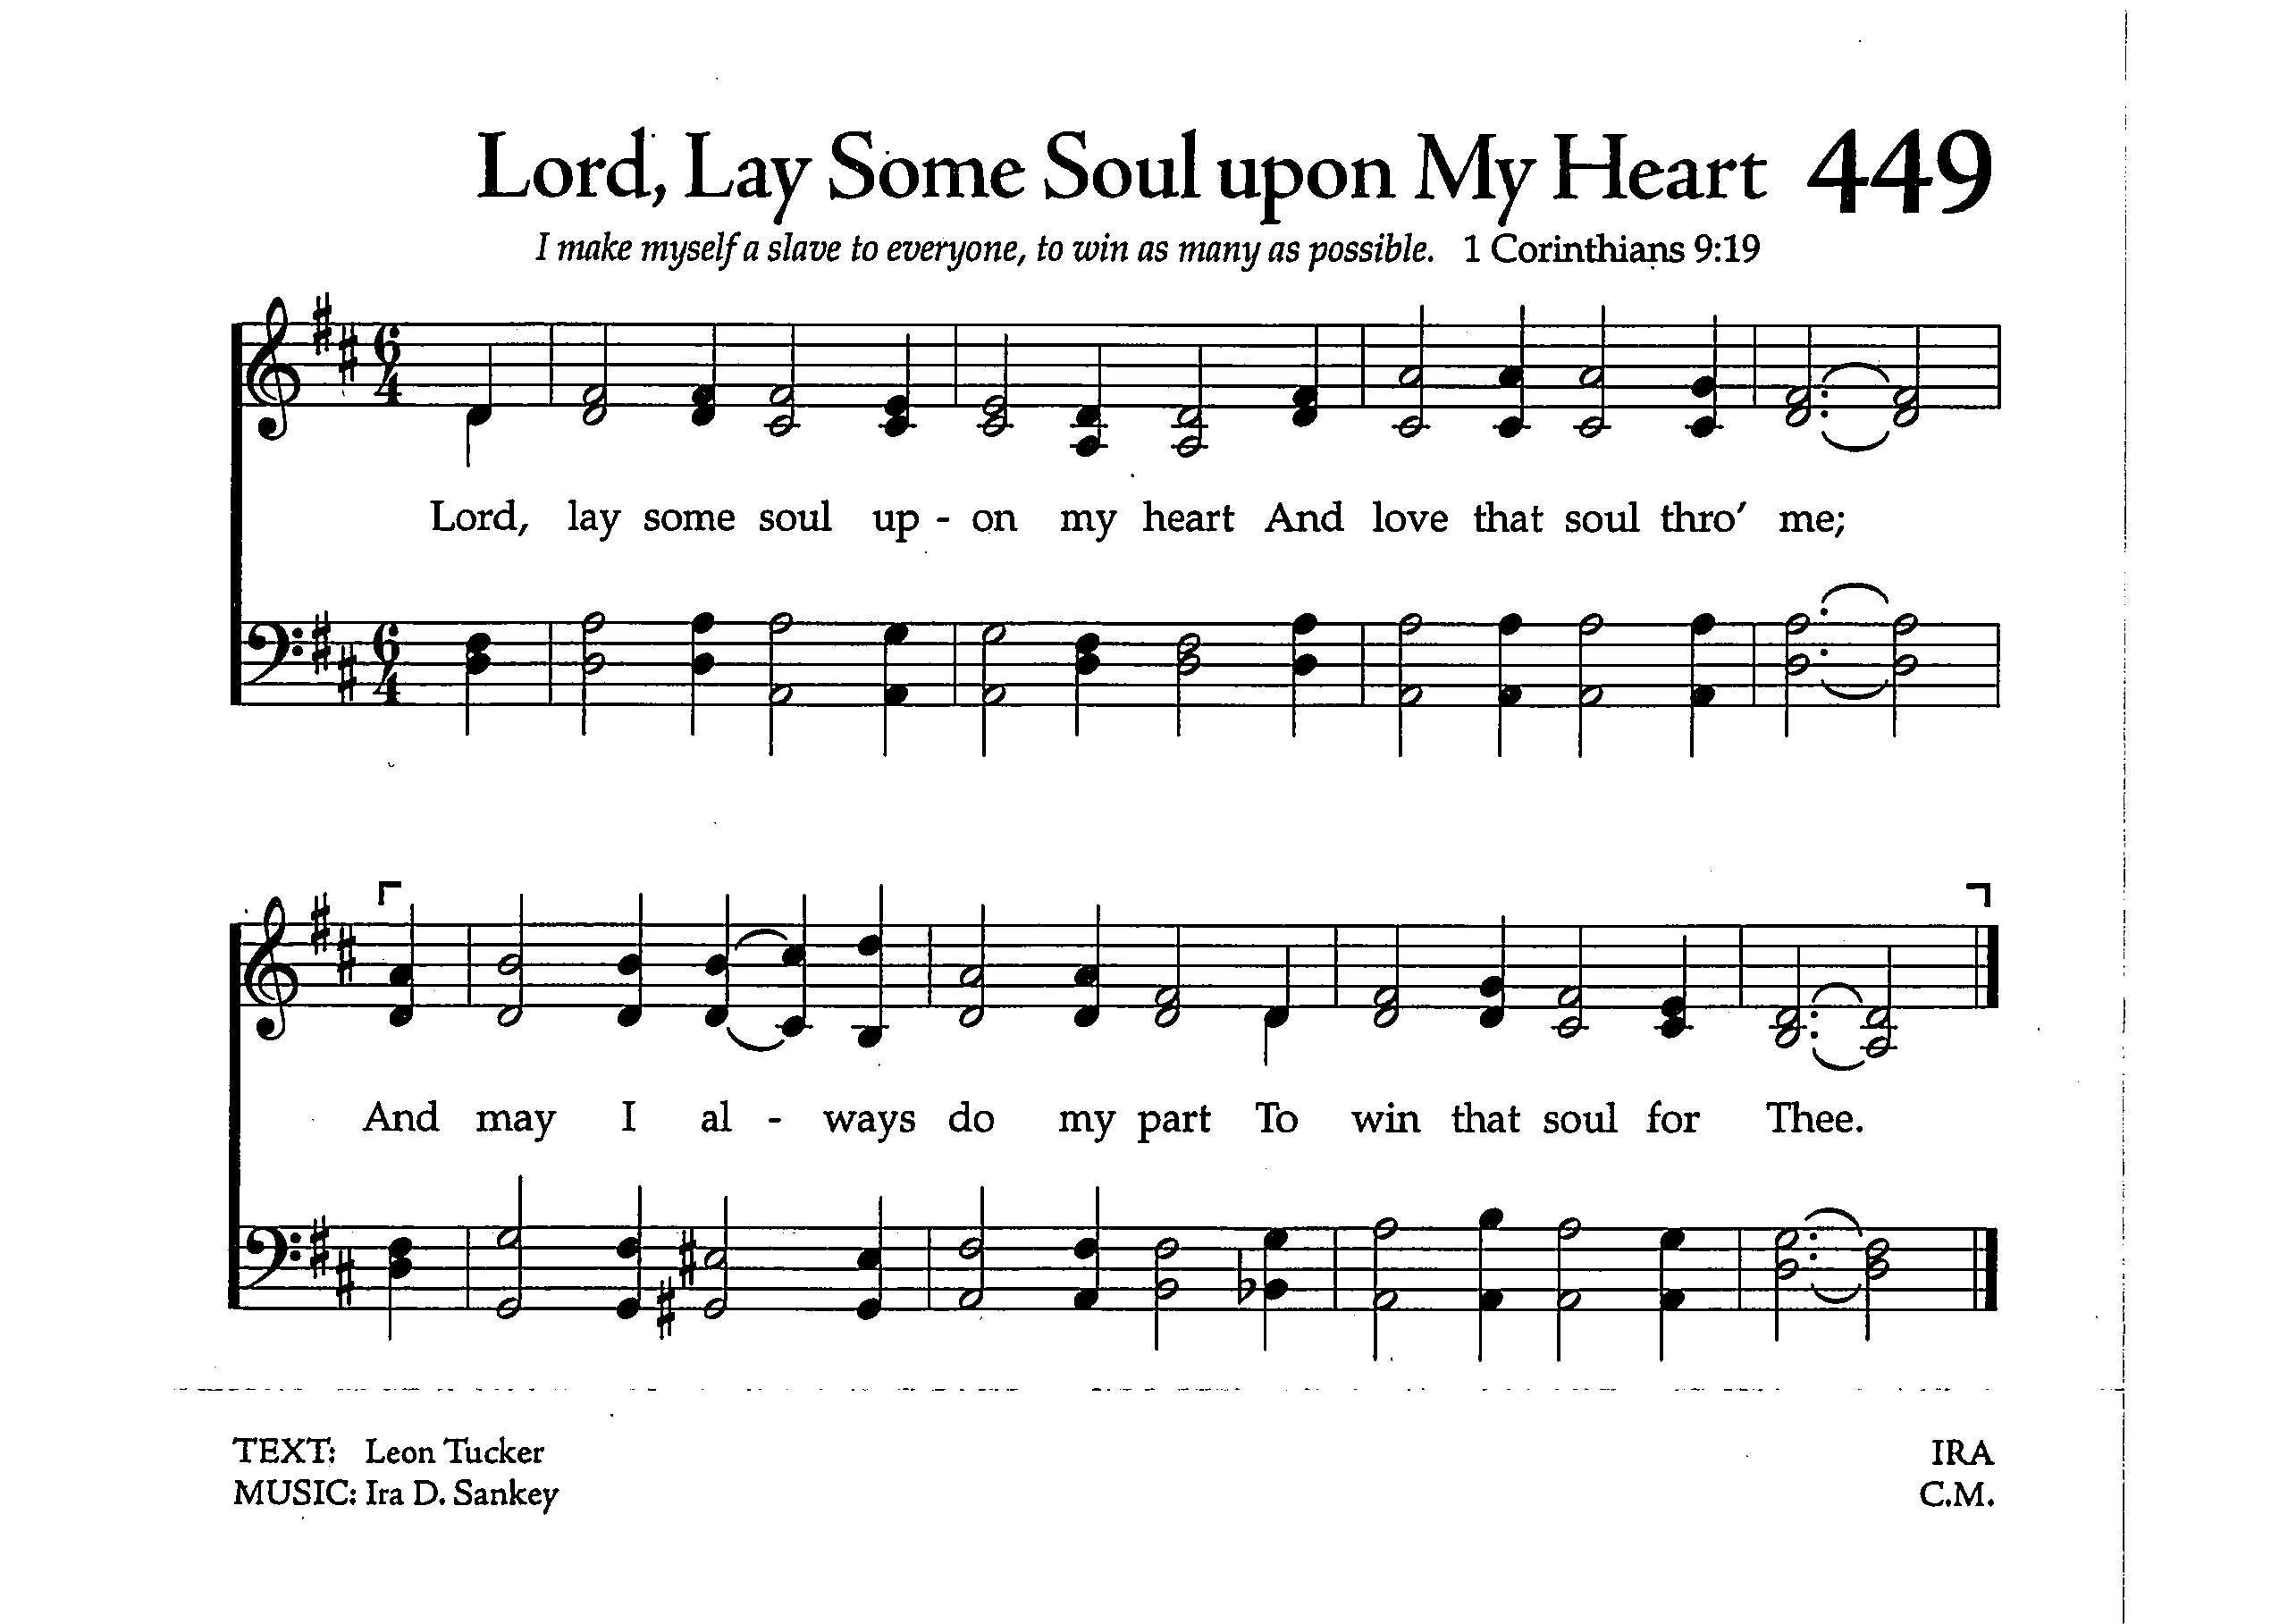 Lord, Lay Some Soul upon My Heart 449
I make myself a slave to everyone, to win as many as possible. 1 Corinthians 9:19
6
4
Lord, lay some soul up - on my heart And love that soul thro' me;
6
4
And may I al - ways do my part To win that soul for Thee.
TEXT: Leon Tucker IRA
MUSIC: Ira D. Sankey C.M.